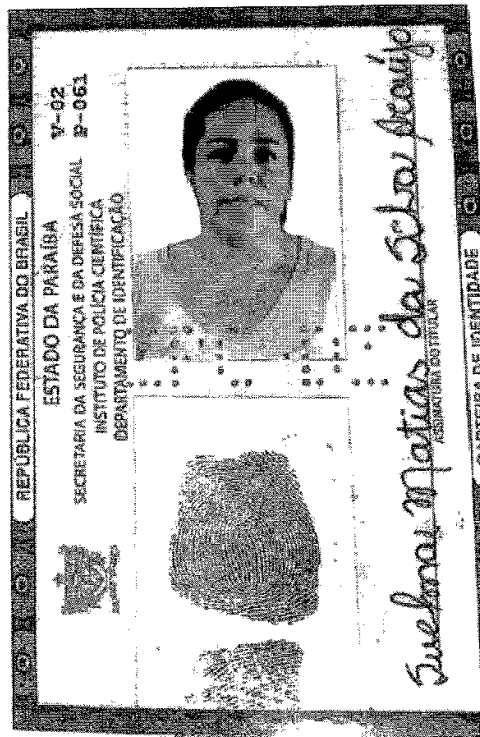 REPÚBLICA FEDERATIVA DO BRASIL
ESTADO DA PARAÍBA
V-02
SECRETARIA DA SEGURANÇA E DA DEFESA SOCIAL
P-061
INSTITUTO DE POLÍCIA CIENTÍFICA
DEPARTAMENTO DE IDENTIFICAÇÃO
Matias da Silva Araújo
ASSINATURA DO TITULAR
CARTEIRA DE IDENTIDADE